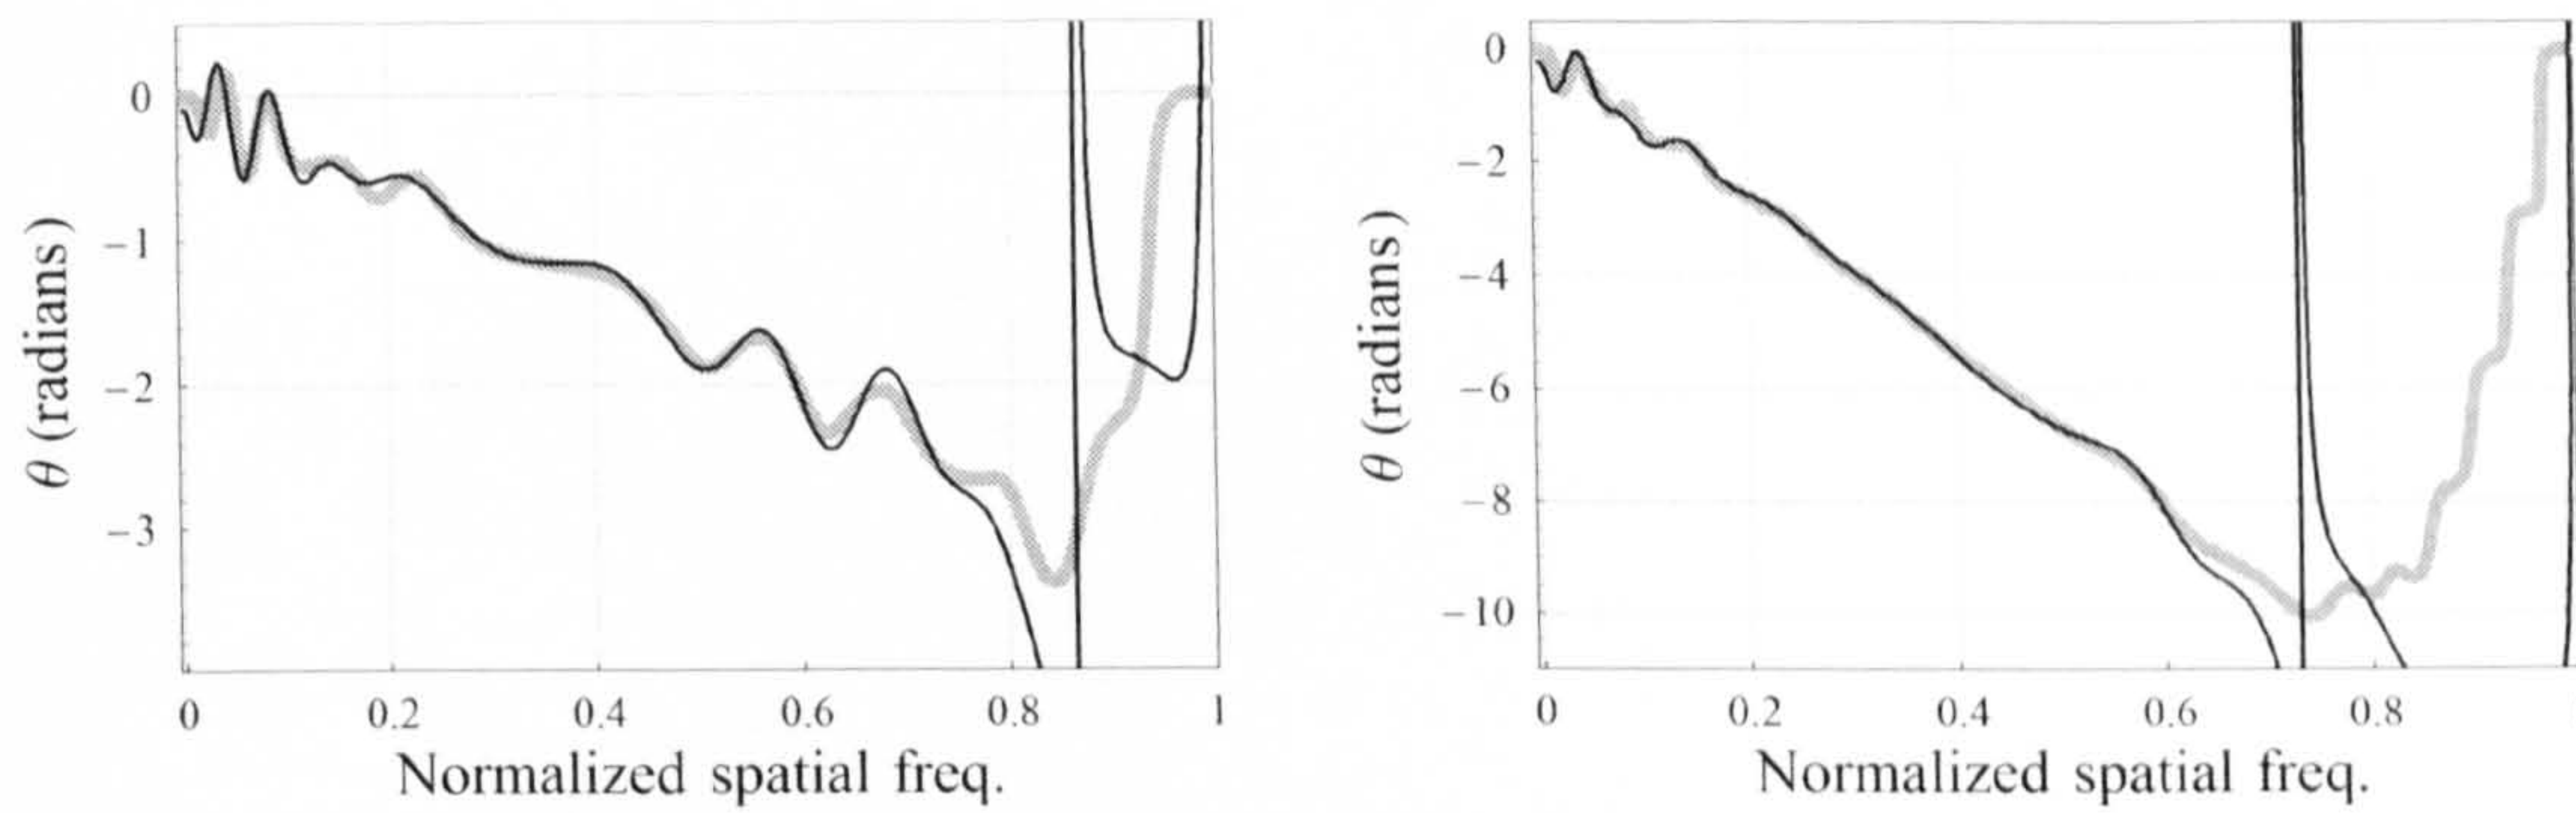 0
−1
−2
−3
θ (radians)
0 0.2 0.4 0.6 0.8 1
Normalized spatial freq.
0
−2
−4
−6
−8
−10
θ (radians)
0 0.2 0.4 0.6 0.8
Normalized spatial freq.